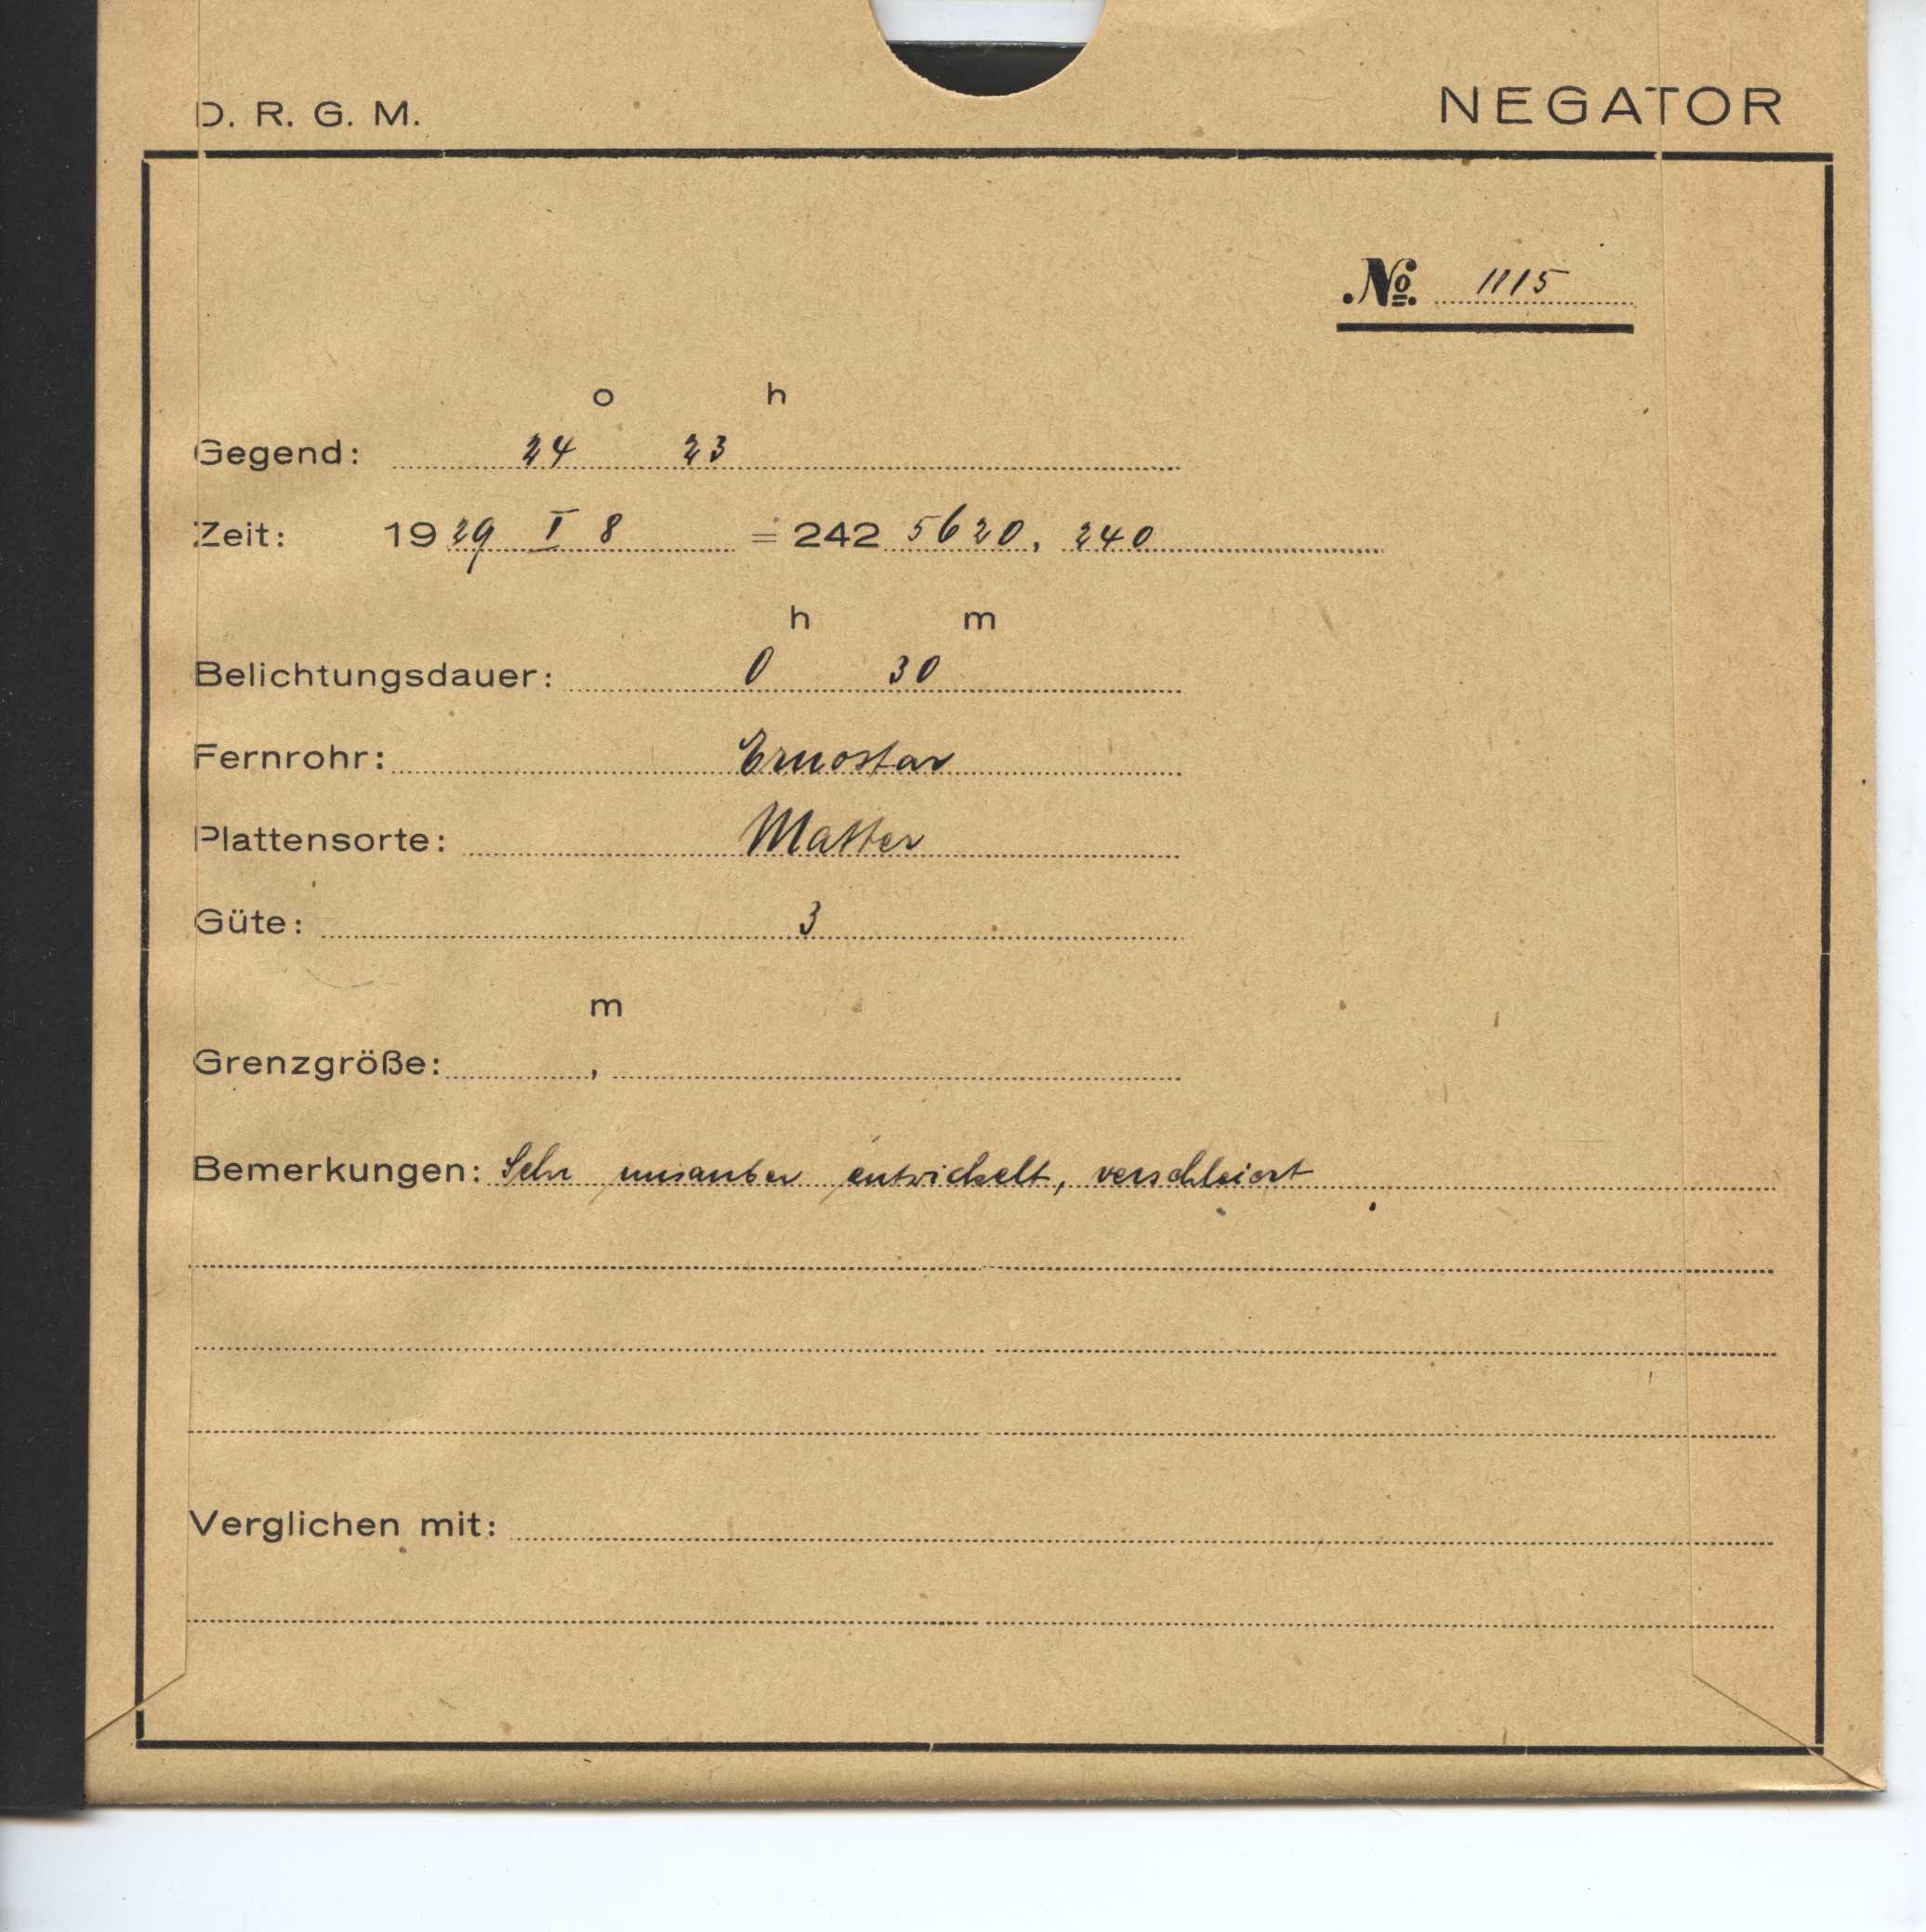 D. R. G. M. NEGATOR
No. 1115
o h
Gegend: 24 23
Zeit: 1929 I 8 = 242 5620, 240
h m
Belichtungsdauer: 0 30
Fernrohr: Ernostar
Plattensorte: Matter
Güte: 3
m
Grenzgröße: ,
Bemerkungen: Sehr unsauber entwickelt, verschleiert
Verglichen mit: